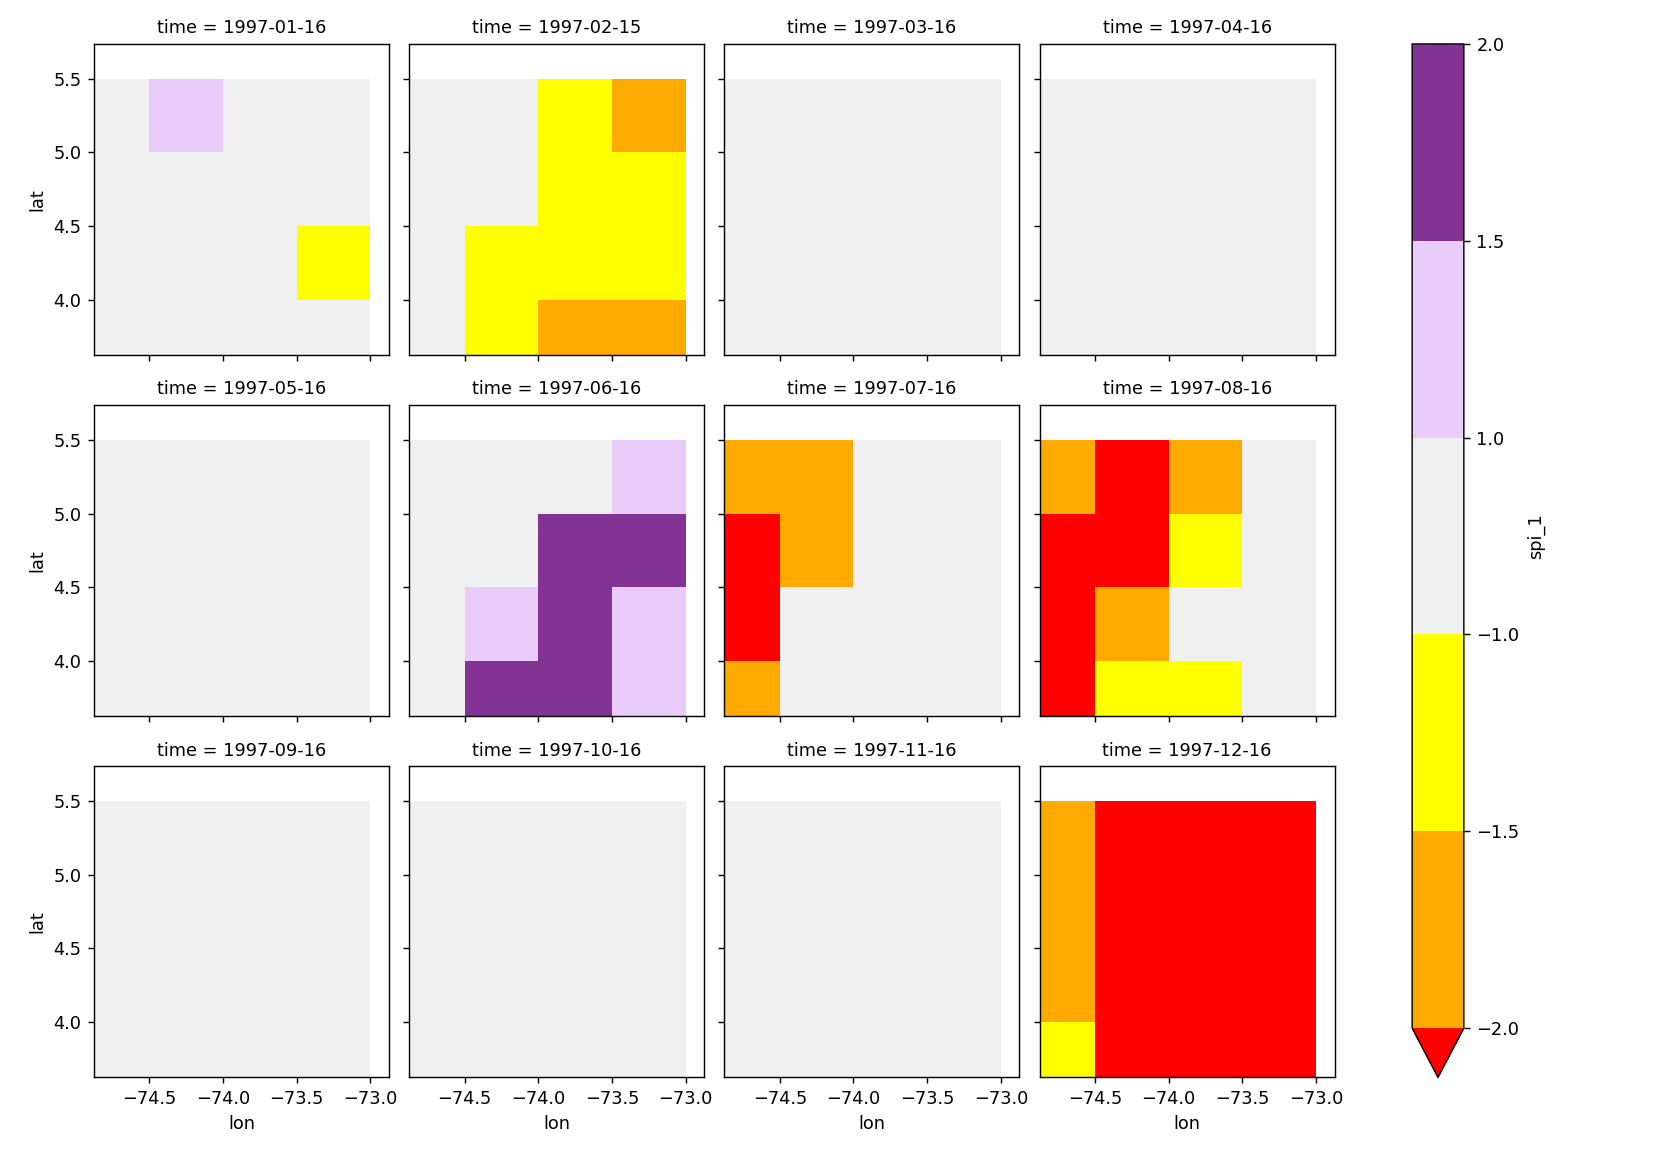 time = 1997-01-16
time = 1997-02-15
time = 1997-03-16
time = 1997-04-16
5.5
5.0
4.5
4.0
lat
time = 1997-05-16
time = 1997-06-16
time = 1997-07-16
time = 1997-08-16
5.5
5.0
4.5
4.0
lat
time = 1997-09-16
time = 1997-10-16
time = 1997-11-16
time = 1997-12-16
5.5
5.0
4.5
4.0
lat
−74.5 −74.0 −73.5 −73.0
lon
−74.5 −74.0 −73.5 −73.0
lon
−74.5 −74.0 −73.5 −73.0
lon
−74.5 −74.0 −73.5 −73.0
lon
2.0
1.5
1.0
−1.0
−1.5
−2.0
spi_1